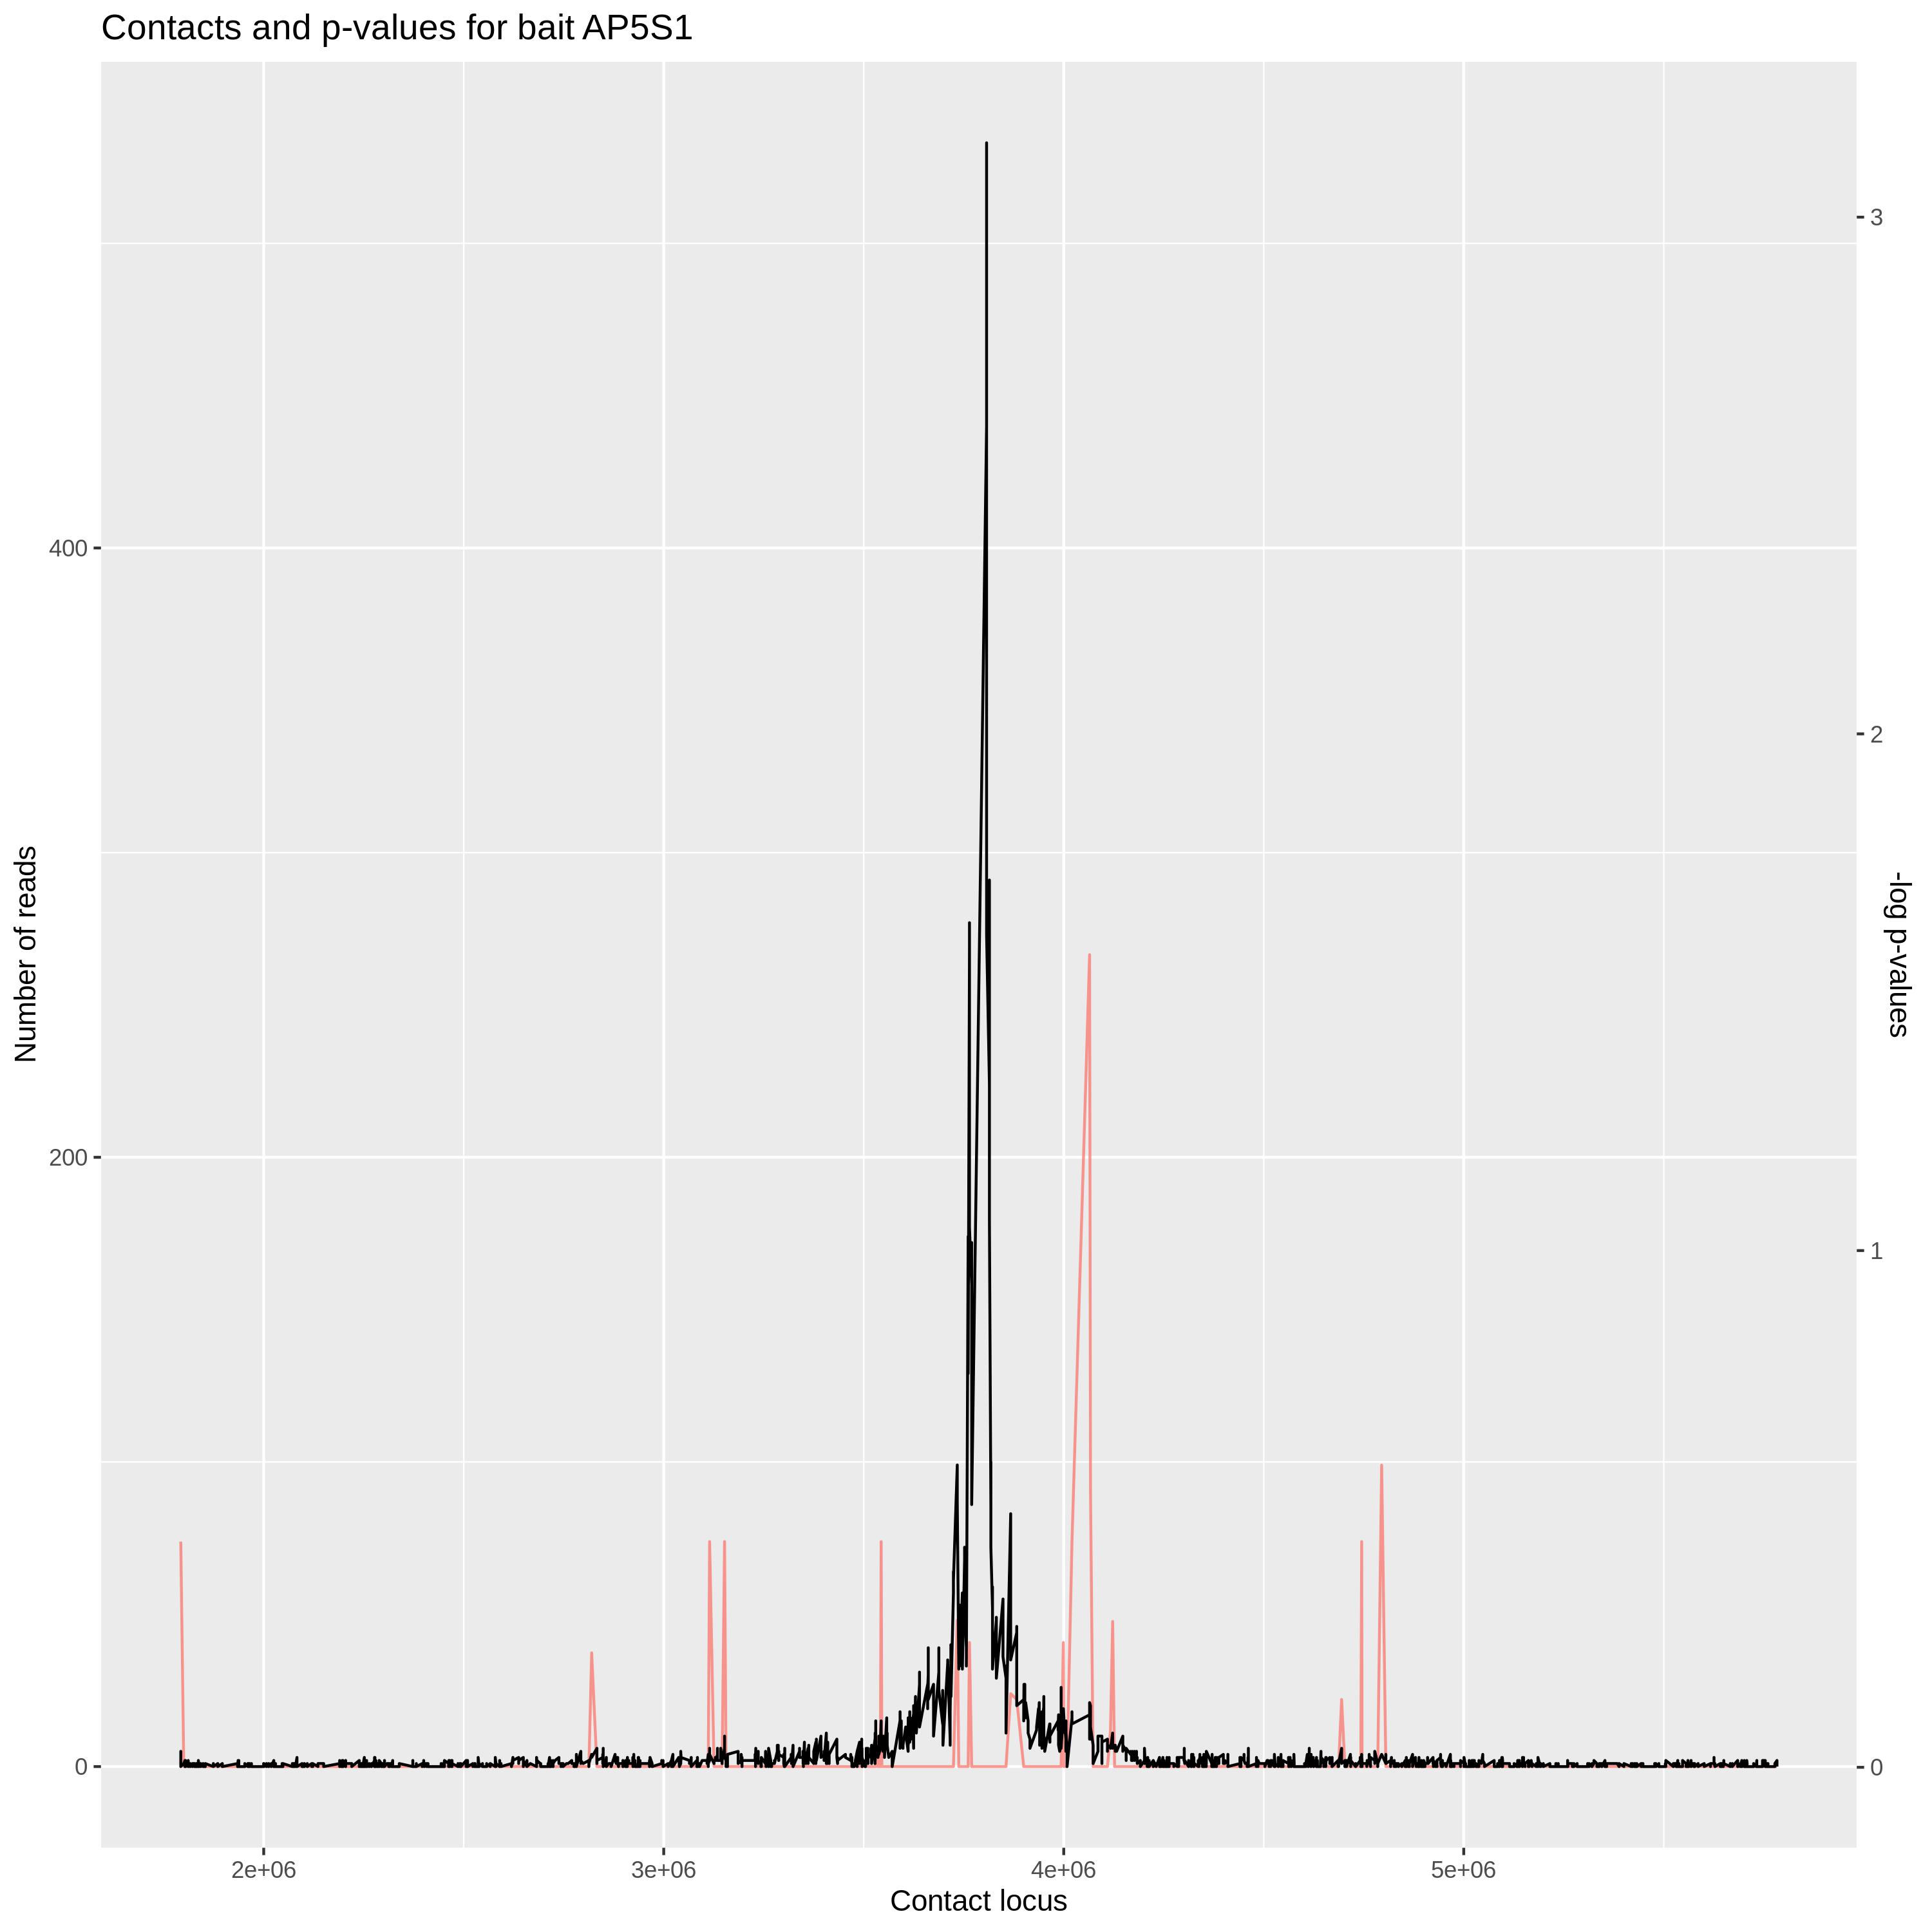 Contacts and p-values for bait AP5S1
Number of reads
400
200
0
3
2
1
0
-log p-values
2e+06
3e+06
4e+06
5e+06
Contact locus